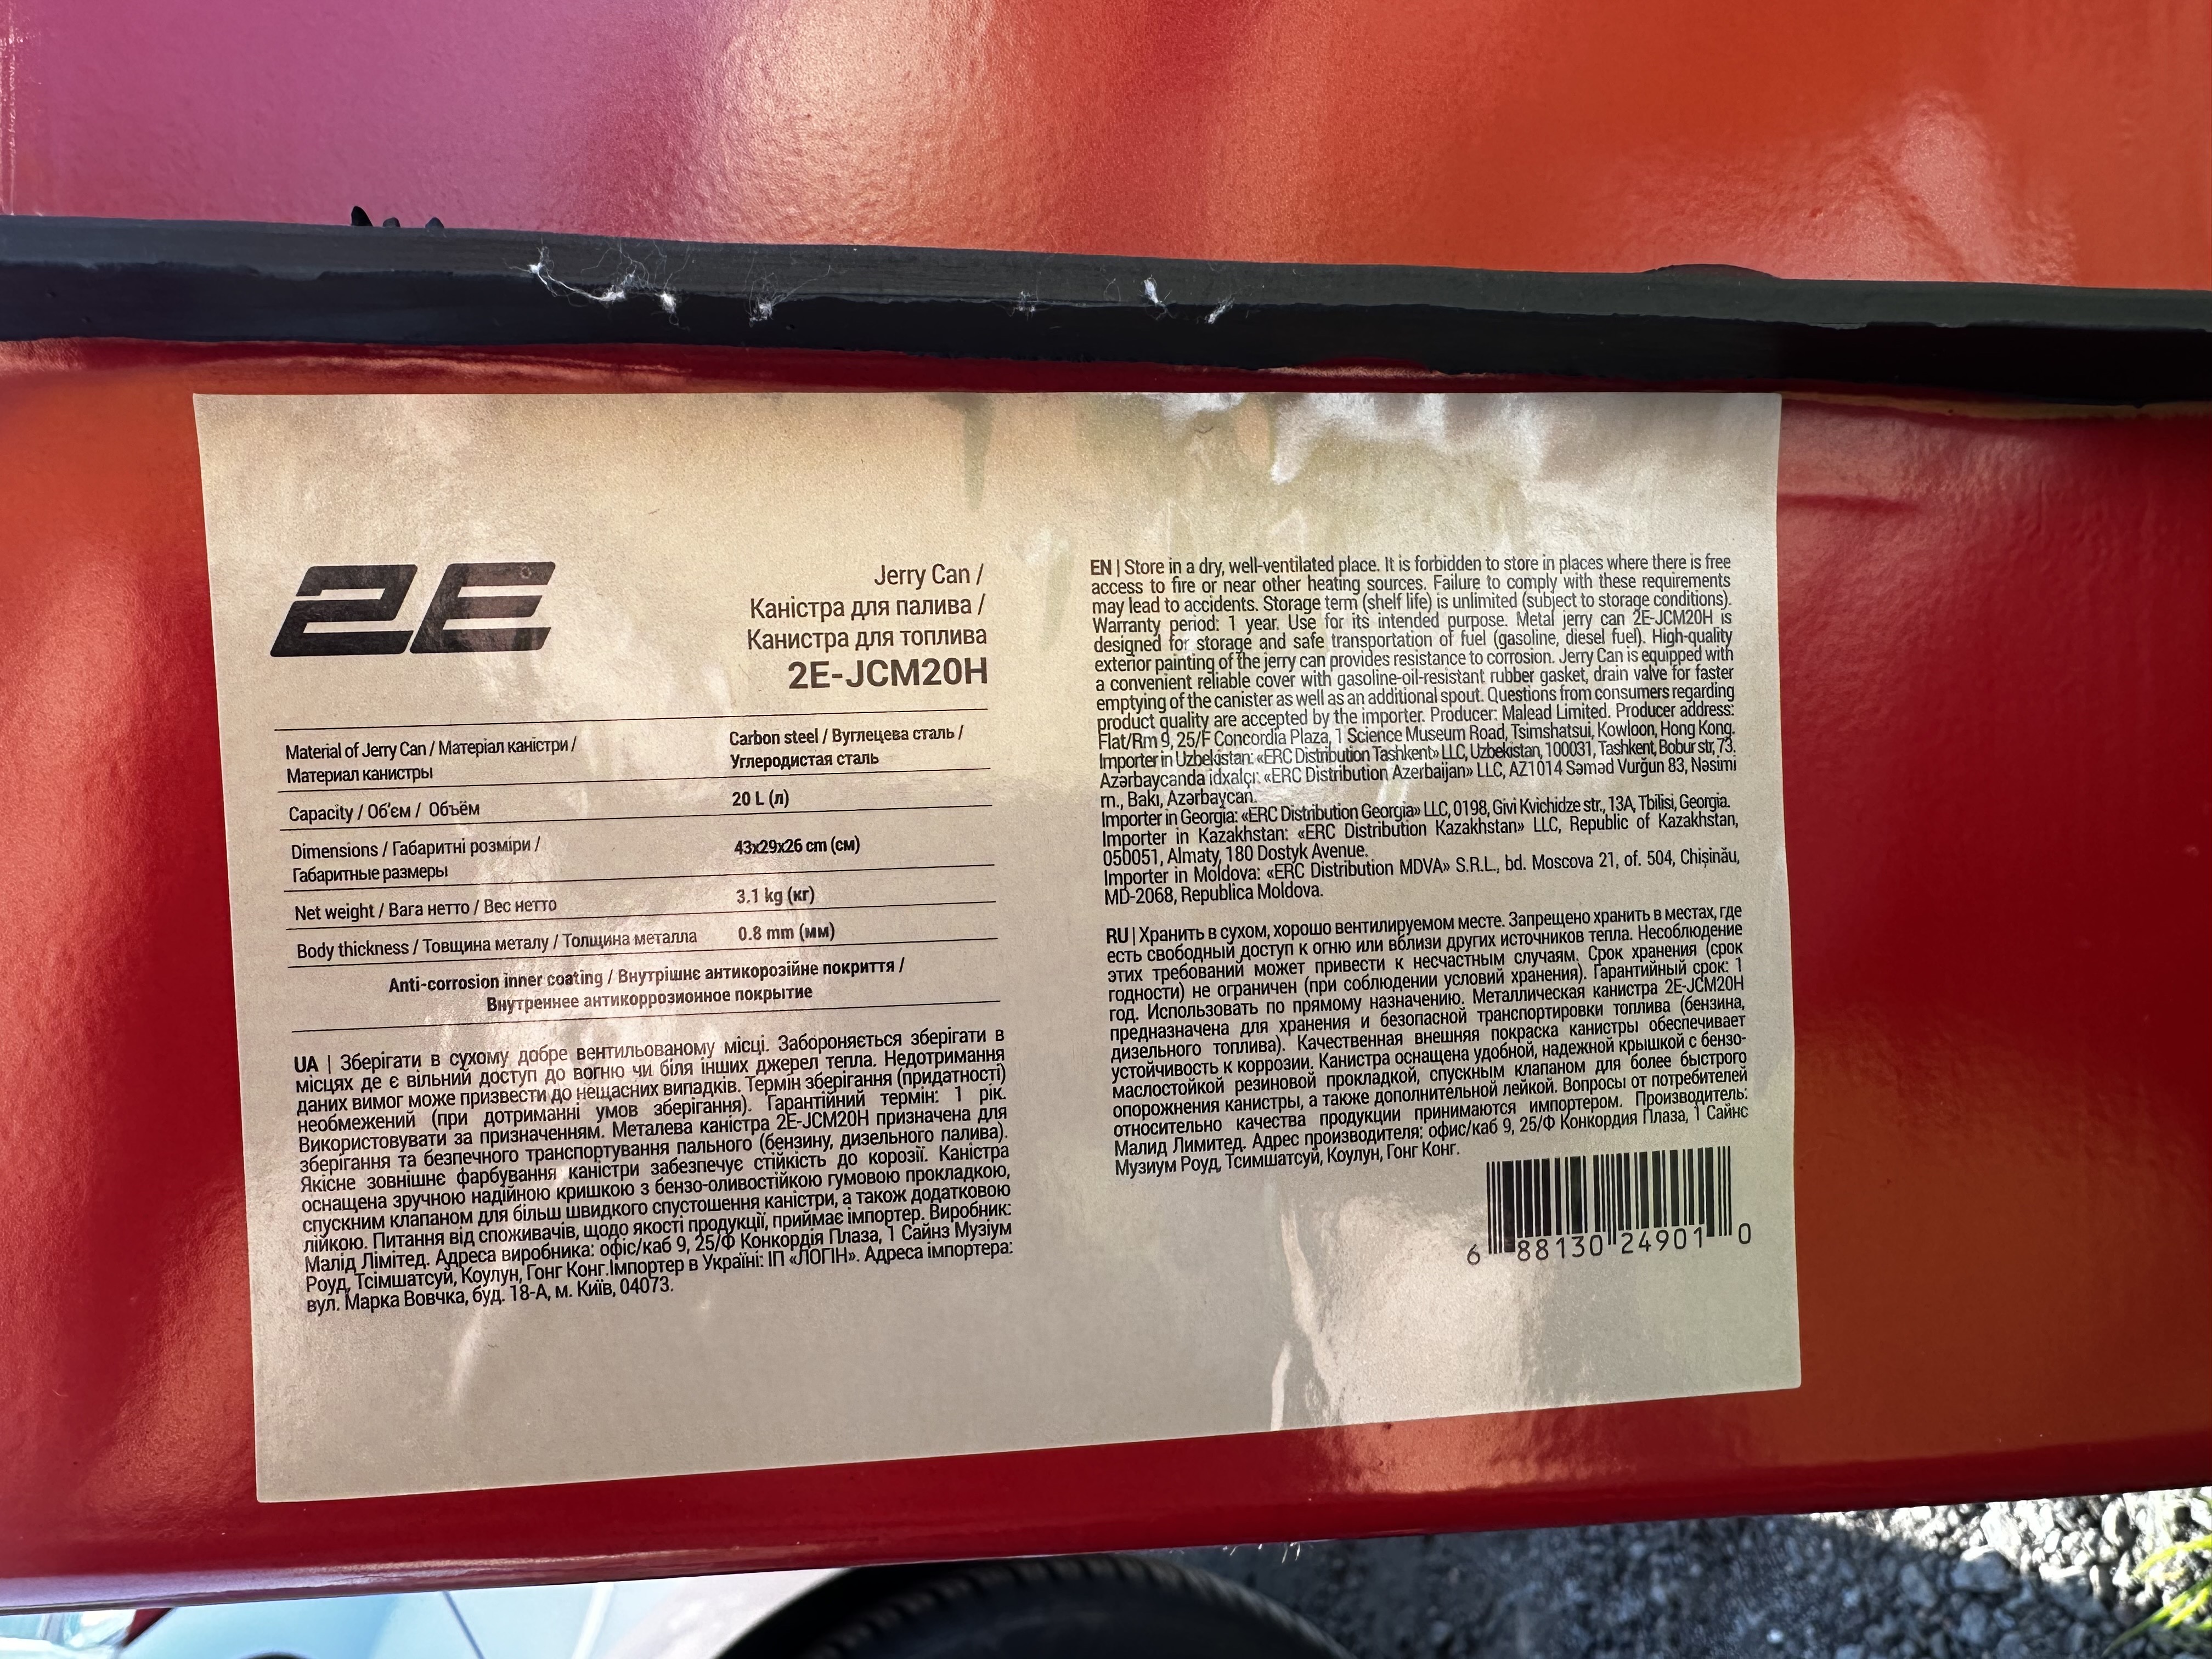 2E
Jerry Can /
Каністра для палива /
Канистра для топлива
2E-JCM20H
Material of Jerry Can / Матеріал каністри /
Материал канистры
Carbon steel / Вуглецева сталь /
Углеродистая сталь
Capacity / Об'єм / Объём
20 L (л)
Dimensions / Габаритні розміри /
Габаритные размеры
43x29x26 cm (см)
Net weight / Вага нетто / Вес нетто
3.1 kg (кг)
Body thickness / Товщина металу / Толщина металла
0.8 mm (мм)
Anti-corrosion inner coating / Внутрішнє антикорозійне покриття /
Внутреннее антикоррозионное покрытие
UA | Зберігати в сухому добре вентильованому місці. Забороняється зберігати в
місцях де є вільний доступ до вогню чи біля інших джерел тепла. Недотримання
даних вимог може призвести до нещасних випадків. Термін зберігання (придатності)
необмежений (при дотриманні умов зберігання). Гарантійний термін: 1 рік.
Використовувати за призначенням. Металева каністра 2E-JCM20H призначена для
зберігання та безпечного транспортування пального (бензину, дизельного палива).
Якісне зовнішнє фарбування каністри забезпечує стійкість до корозії. Каністра
оснащена зручною надійною кришкою з бензо-оливостійкою гумовою прокладкою,
спускним клапаном для більш швидкого спустошення каністри, а також додатковою
лійкою. Питання від споживачів, щодо якості продукції, приймає імпортер. Виробник:
Малід Лімітед. Адреса виробника: офіс/каб 9, 25/Ф Конкордія Плаза, 1 Сайнз Музіум
Роуд, Тсімшатсуй, Коулун, Гонг Конг.Імпортер в Україні: ІП «ЛОГІН». Адреса імпортера:
вул. Марка Вовчка, буд. 18-А, м. Київ, 04073.
EN | Store in a dry, well-ventilated place. It is forbidden to store in places where there is free
access to fire or near other heating sources. Failure to comply with these requirements
may lead to accidents. Storage term (shelf life) is unlimited (subject to storage conditions).
Warranty period: 1 year. Use for its intended purpose. Metal jerry can 2E-JCM20H is
designed for storage and safe transportation of fuel (gasoline, diesel fuel). High-quality
exterior painting of the jerry can provides resistance to corrosion. Jerry Can is equipped with
a convenient reliable cover with gasoline-oil-resistant rubber gasket, drain valve for faster
emptying of the canister as well as an additional spout. Questions from consumers regarding
product quality are accepted by the importer. Producer: Malead Limited. Producer address:
Flat/Rm 9, 25/F Concordia Plaza, 1 Science Museum Road, Tsimshatsui, Kowloon, Hong Kong.
Importer in Uzbekistan: «ERC Distribution Tashkent» LLC, Uzbekistan, 100031, Tashkent, Bobur str, 73.
Azərbaycanda idxalçı: «ERC Distribution Azerbaijan» LLC, AZ1014 Səməd Vurğun 83, Nəsimi
rn., Bakı, Azərbaycan.
Importer in Georgia: «ERC Distribution Georgia» LLC, 0198, Givi Kvichidze str., 13A, Tbilisi, Georgia.
Importer in Kazakhstan: «ERC Distribution Kazakhstan» LLC, Republic of Kazakhstan,
050051, Almaty, 180 Dostyk Avenue.
Importer in Moldova: «ERC Distribution MDVA» S.R.L., bd. Moscova 21, of. 504, Chișinău,
MD-2068, Republica Moldova.
RU | Хранить в сухом, хорошо вентилируемом месте. Запрещено хранить в местах, где
есть свободный доступ к огню или вблизи других источников тепла. Несоблюдение
этих требований может привести к несчастным случаям. Срок хранения (срок
годности) не ограничен (при соблюдении условий хранения). Гарантийный срок: 1
год. Использовать по прямому назначению. Металлическая канистра 2E-JCM20H
предназначена для хранения и безопасной транспортировки топлива (бензина,
дизельного топлива). Качественная внешняя покраска канистры обеспечивает
устойчивость к коррозии. Канистра оснащена удобной, надежной крышкой с бензо-
маслостойкой резиновой прокладкой, спускным клапаном для более быстрого
опорожнения канистры, а также дополнительной лейкой. Вопросы от потребителей
относительно качества продукции принимаются импортером. Производитель:
Малид Лимитед. Адрес производителя: офис/каб 9, 25/Ф Конкордия Плаза, 1 Сайнс
Музиум Роуд, Тсимшатсуй, Коулун, Гонг Конг.
6 88130 24901 0